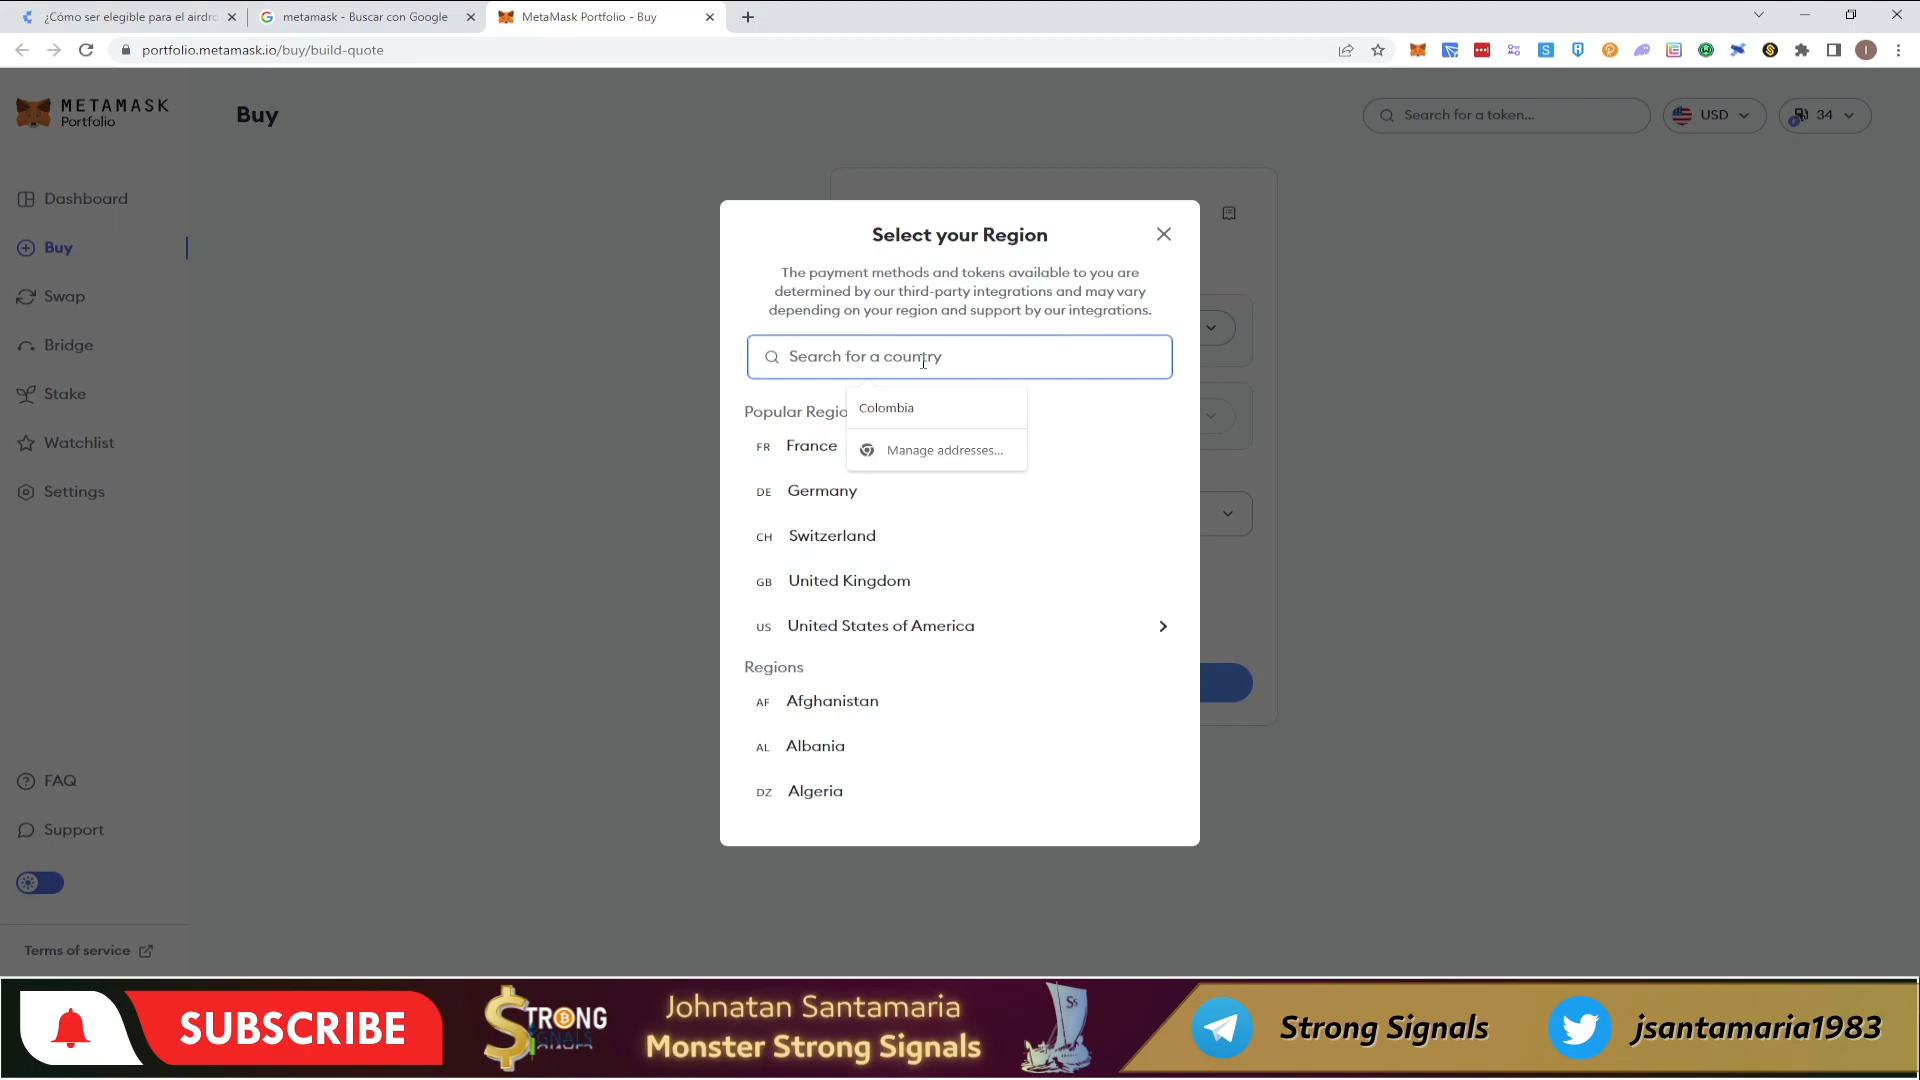 ¿Cómo ser elegible para el airdro
metamask - Buscar con Google
MetaMask Portfolio - Buy
portfolio.metamask.io/buy/build-quote
METAMASK
Portfolio
Buy
Search for a token...
USD
34
Dashboard
Buy
Swap
Bridge
Stake
Watchlist
Settings
FAQ
Support
Terms of service
Select your Region
The payment methods and tokens available to you are
determined by our third-party integrations and may vary
depending on your region and support by our integrations.
Search for a country
Colombia
Manage addresses...
Popular Regio
FR France
DE Germany
CH Switzerland
GB United Kingdom
US United States of America
Regions
AF Afghanistan
AL Albania
DZ Algeria
SUBSCRIBE
STRONG
SIGNALS
Johnatan Santamaria
Monster Strong Signals
Ss
Strong Signals
jsantamaria1983